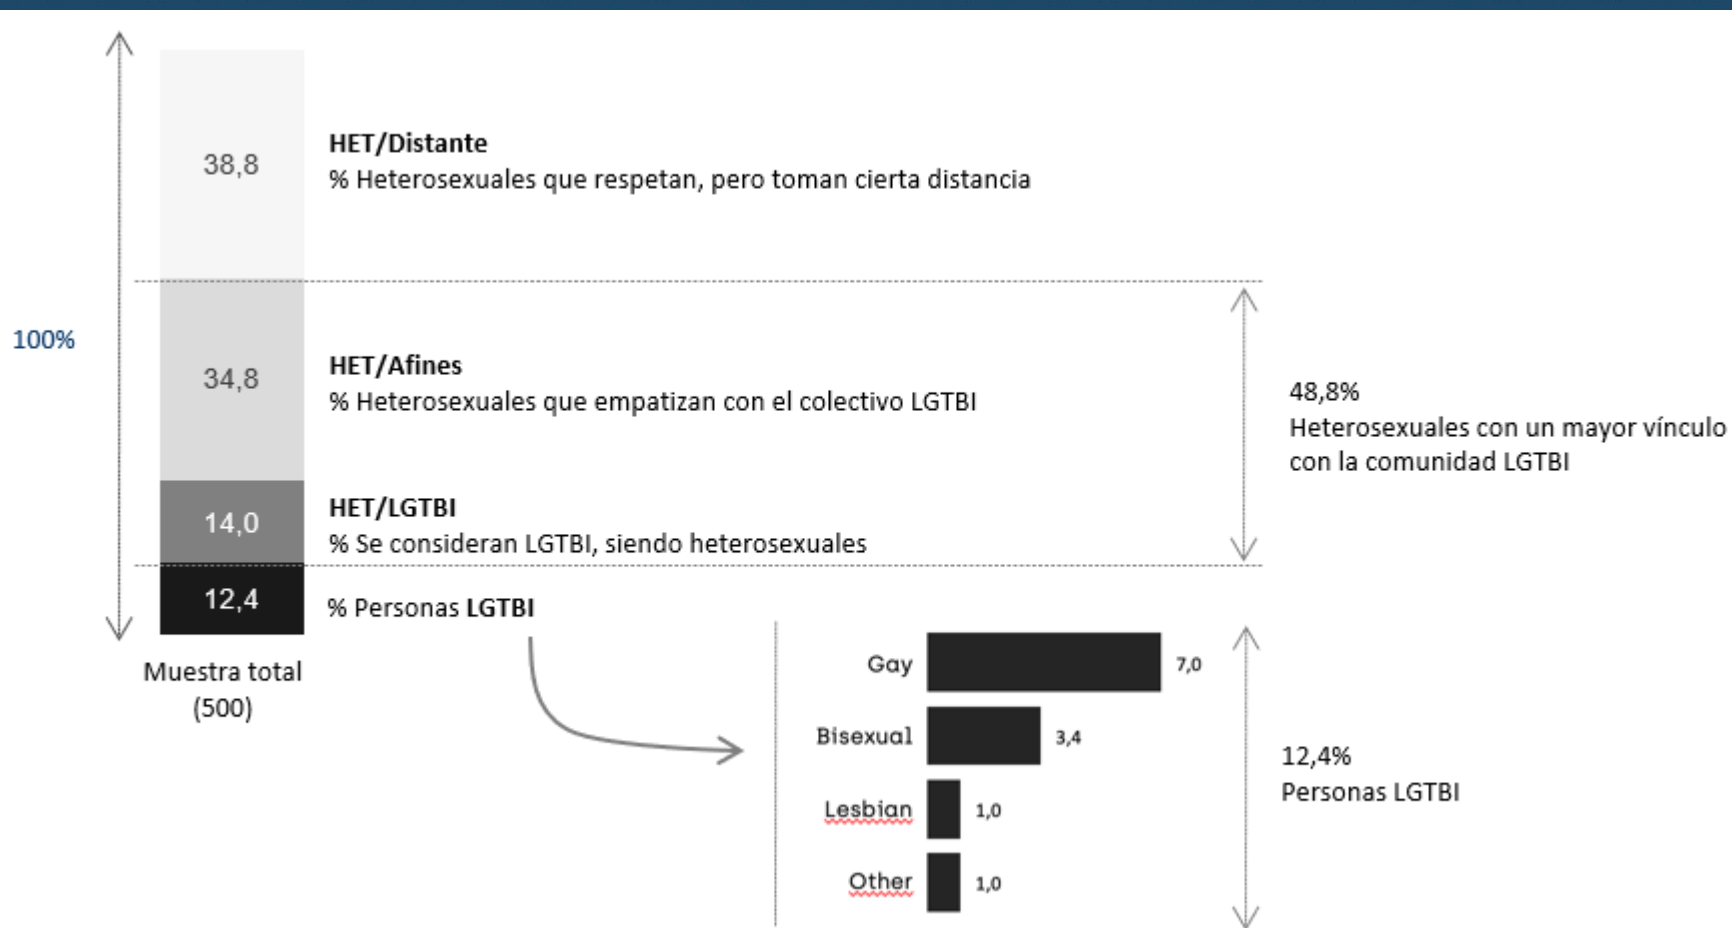 38,8
HET/Distante
% Heterosexuales que respetan, pero toman cierta distancia
100%
34,8
HET/Afines
% Heterosexuales que empatizan con el colectivo LGTBI
48,8%
Heterosexuales con un mayor vínculo
con la comunidad LGTBI
14,0
HET/LGTBI
% Se consideran LGTBI, siendo heterosexuales
12,4
% Personas LGTBI
Muestra total
(500)
Gay 7,0
Bisexual 3,4
Lesbian 1,0
Other 1,0
12,4%
Personas LGTBI